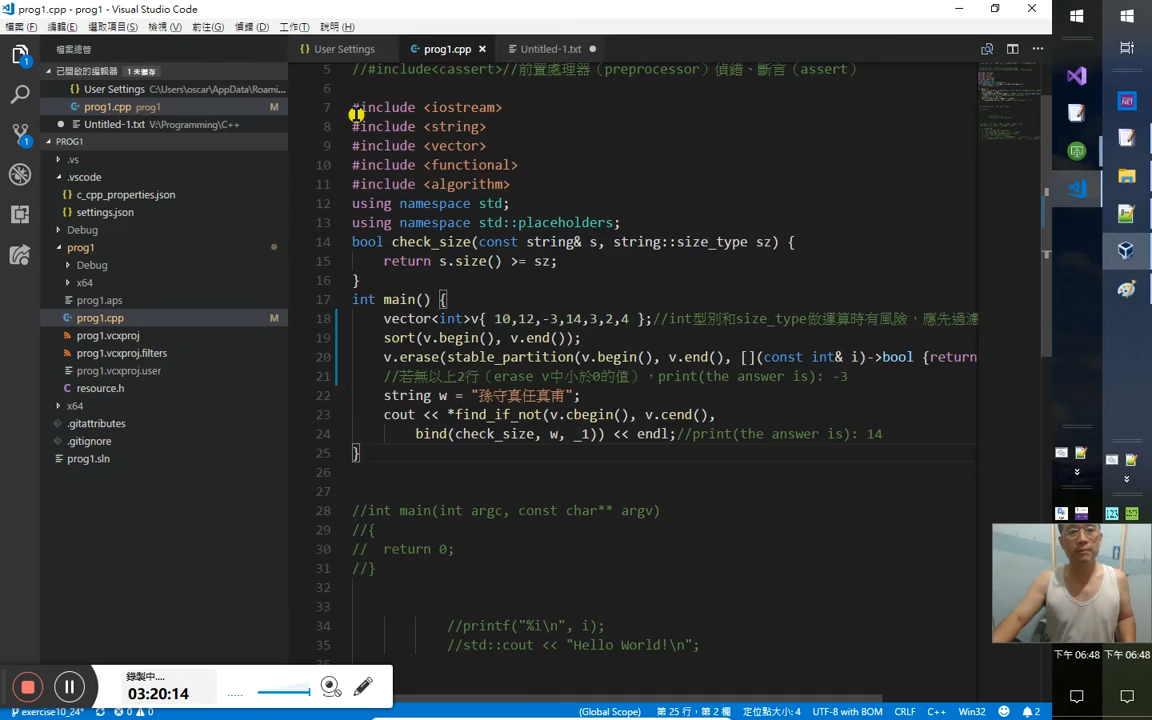 prog1.cpp - prog1 - Visual Studio Code
檔案(F) 編輯(E) 選取項目(S) 檢視(V) 前往(G) 偵錯(D) 工作(T) 說明(H)
檔案總管
已開啟的編輯器 1 未儲存
User Settings C:\Users\oscar\AppData\Roami...
prog1.cpp prog1 M
Untitled-1.txt V:\Programming\C++
PROG1
.vs
.vscode
c_cpp_properties.json
settings.json
Debug
prog1
Debug
x64
prog1.aps
prog1.cpp M
prog1.vcxproj
prog1.vcxproj.filters
prog1.vcxproj.user
resource.h
x64
.gitattributes
.gitignore
prog1.sln
User Settings prog1.cpp Untitled-1.txt
5 //#include<cassert>//前置處理器（preprocessor）偵錯、斷言（assert）
6
7 #include <iostream>
8 #include <string>
9 #include <vector>
10 #include <functional>
11 #include <algorithm>
12 using namespace std;
13 using namespace std::placeholders;
14 bool check_size(const string& s, string::size_type sz) {
15 return s.size() >= sz;
16 }
17 int main() {
18 vector<int>v{ 10,12,-3,14,3,2,4 };//int型別和size_type做運算時有風險，應先過濾
19 sort(v.begin(), v.end());
20 v.erase(stable_partition(v.begin(), v.end(), [](const int& i)->bool {return
21 //若無以上2行（erase v中小於0的值），print(the answer is): -3
22 string w = "孫守真任真甫";
23 cout << *find_if_not(v.cbegin(), v.cend(),
24 bind(check_size, w, _1)) << endl;//print(the answer is): 14
25 }
26
27
28 //int main(int argc, const char** argv)
29 //{
30 // return 0;
31 //}
32
33
34 //printf("%i\n", i);
35 //std::cout << "Hello World!\n";
錄製中...
03:20:14
下午 06:48 下午 06:48
exercise10_24* 0 0 (Global Scope) 第 25 行，第 2 欄 定位點大小: 4 UTF-8 with BOM CRLF C++ Win32 2